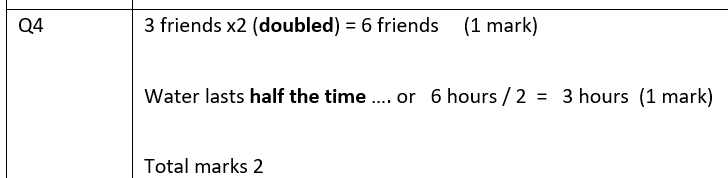 Q4 3 friends x2 (doubled) = 6 friends (1 mark)
Water lasts half the time .... or 6 hours / 2 = 3 hours (1 mark)
Total marks 2